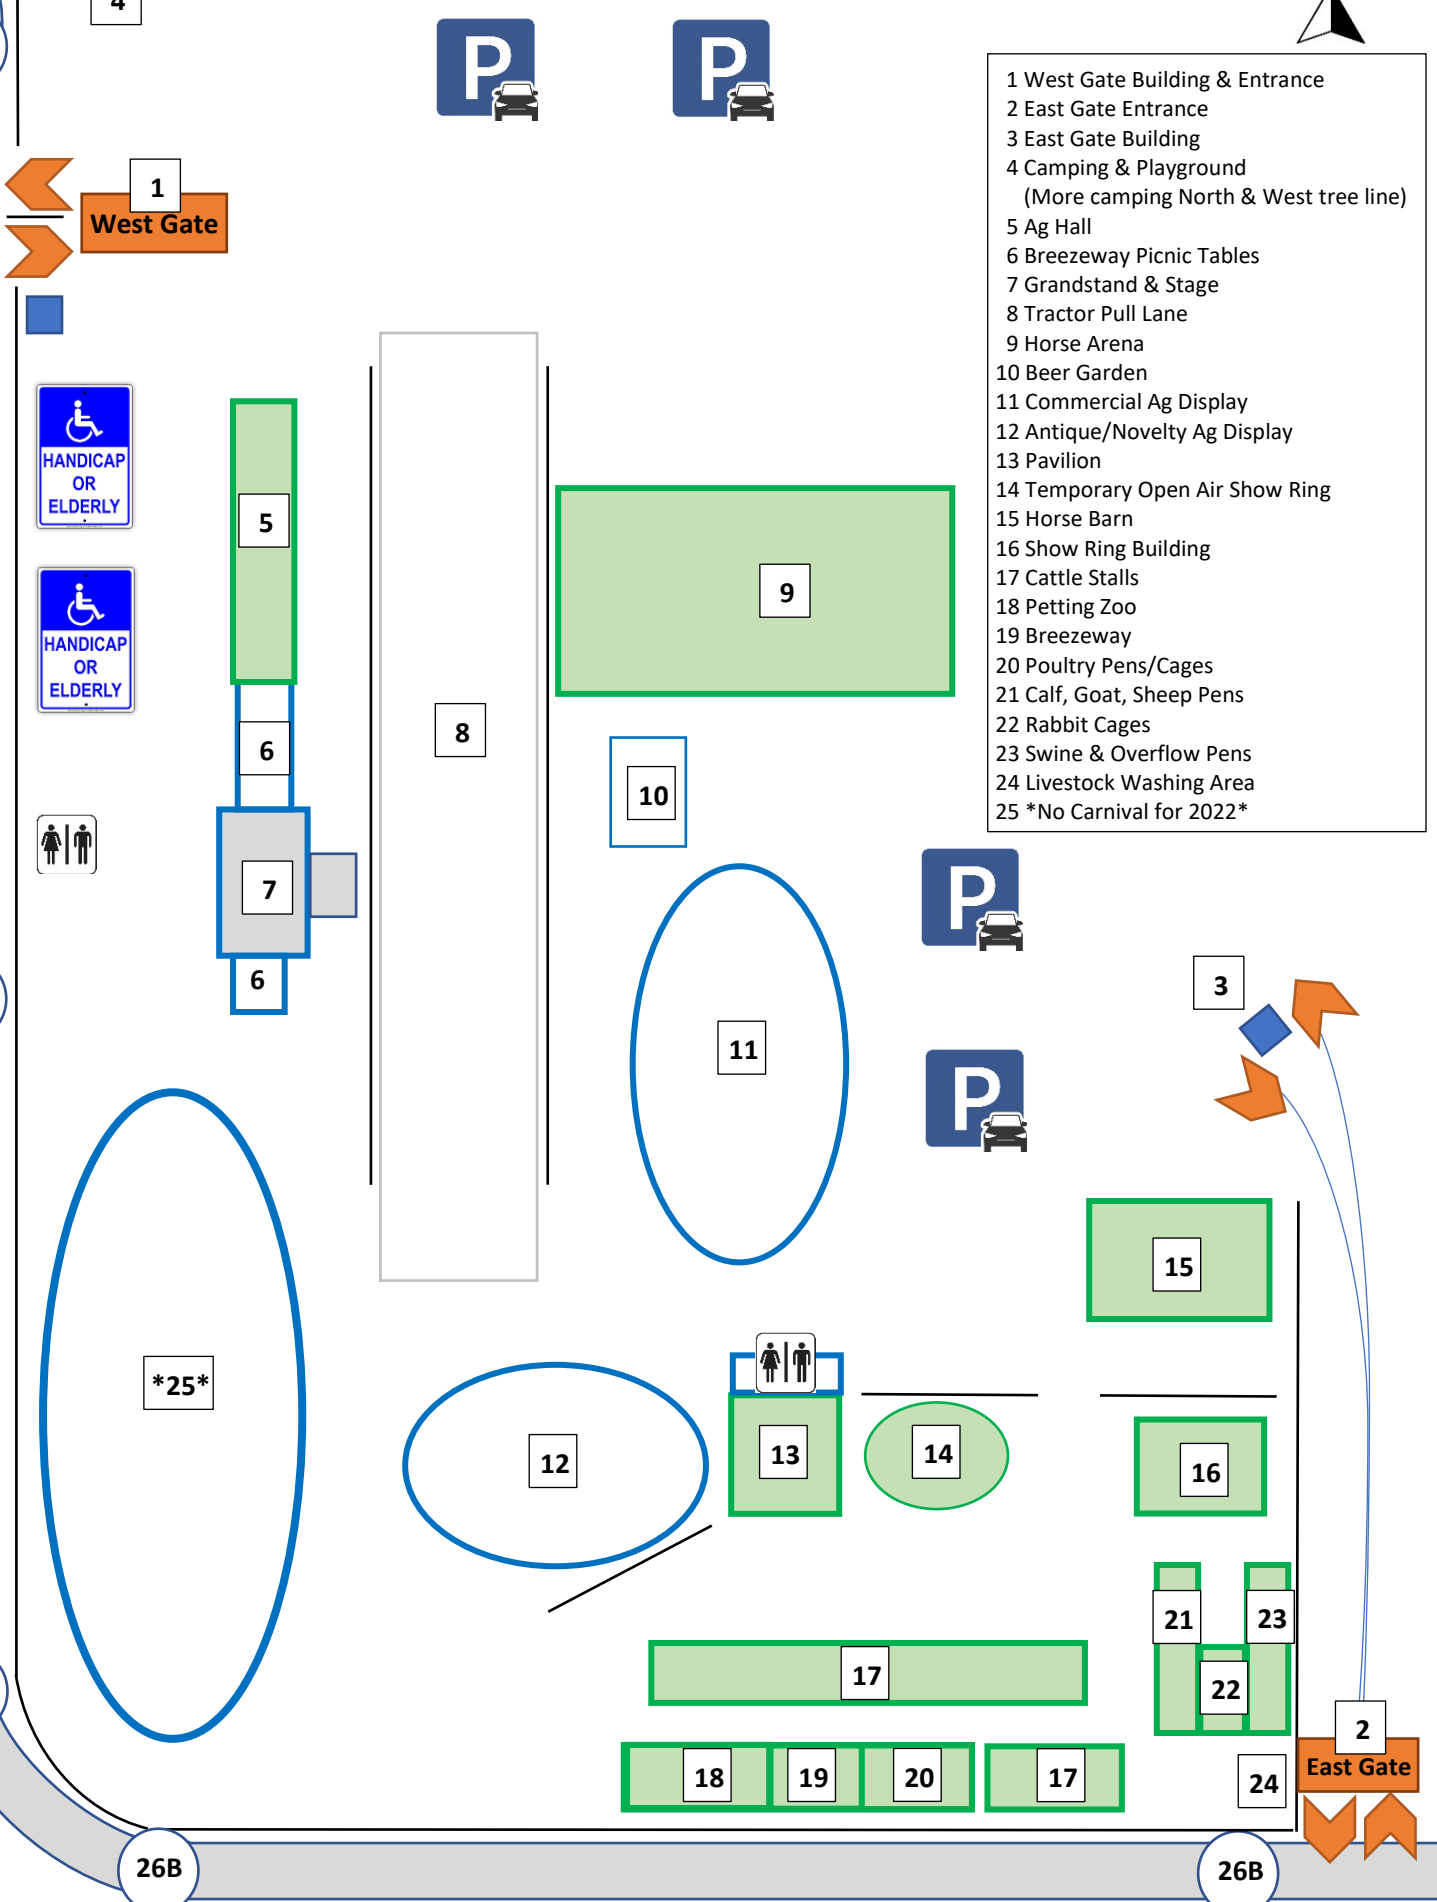 4
P
P
1 West Gate Building & Entrance
2 East Gate Entrance
3 East Gate Building
4 Camping & Playground
(More camping North & West tree line)
5 Ag Hall
6 Breezeway Picnic Tables
7 Grandstand & Stage
8 Tractor Pull Lane
9 Horse Arena
10 Beer Garden
11 Commercial Ag Display
12 Antique/Novelty Ag Display
13 Pavilion
14 Temporary Open Air Show Ring
15 Horse Barn
16 Show Ring Building
17 Cattle Stalls
18 Petting Zoo
19 Breezeway
20 Poultry Pens/Cages
21 Calf, Goat, Sheep Pens
22 Rabbit Cages
23 Swine & Overflow Pens
24 Livestock Washing Area
25 *No Carnival for 2022*
1
West Gate
HANDICAP
OR
ELDERLY
5
9
HANDICAP
OR
ELDERLY
6
8
10
7
P
6
3
11
P
15
*25*
12
13
14
16
21
23
17
22
2
18
19
20
17
24
East Gate
26B
26B